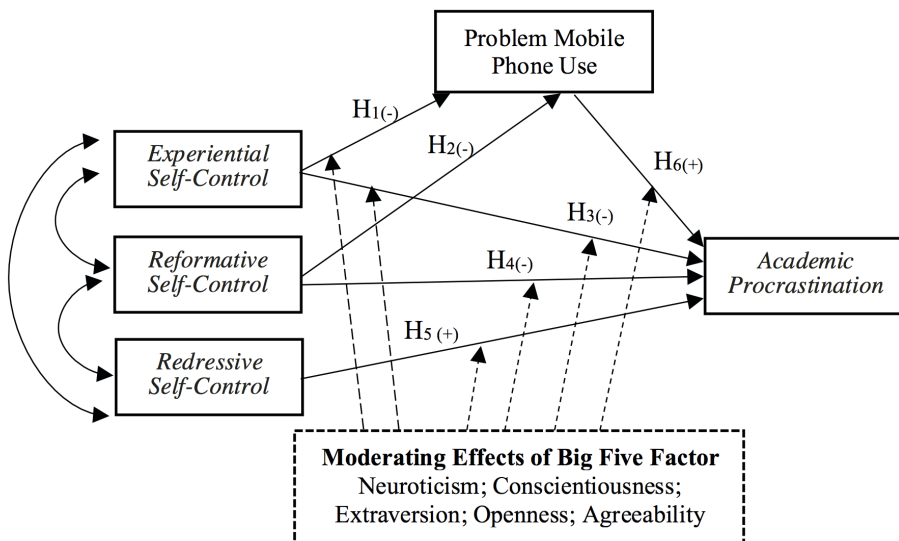 Problem Mobile
Phone Use
H1(-)
H2(-)
H6(+)
Experiential
Self-Control
H3(-)
Reformative
Self-Control
H4(-)
Academic
Procrastination
H5 (+)
Redressive
Self-Control
Moderating Effects of Big Five Factor
Neuroticism; Conscientiousness;
Extraversion; Openness; Agreeability